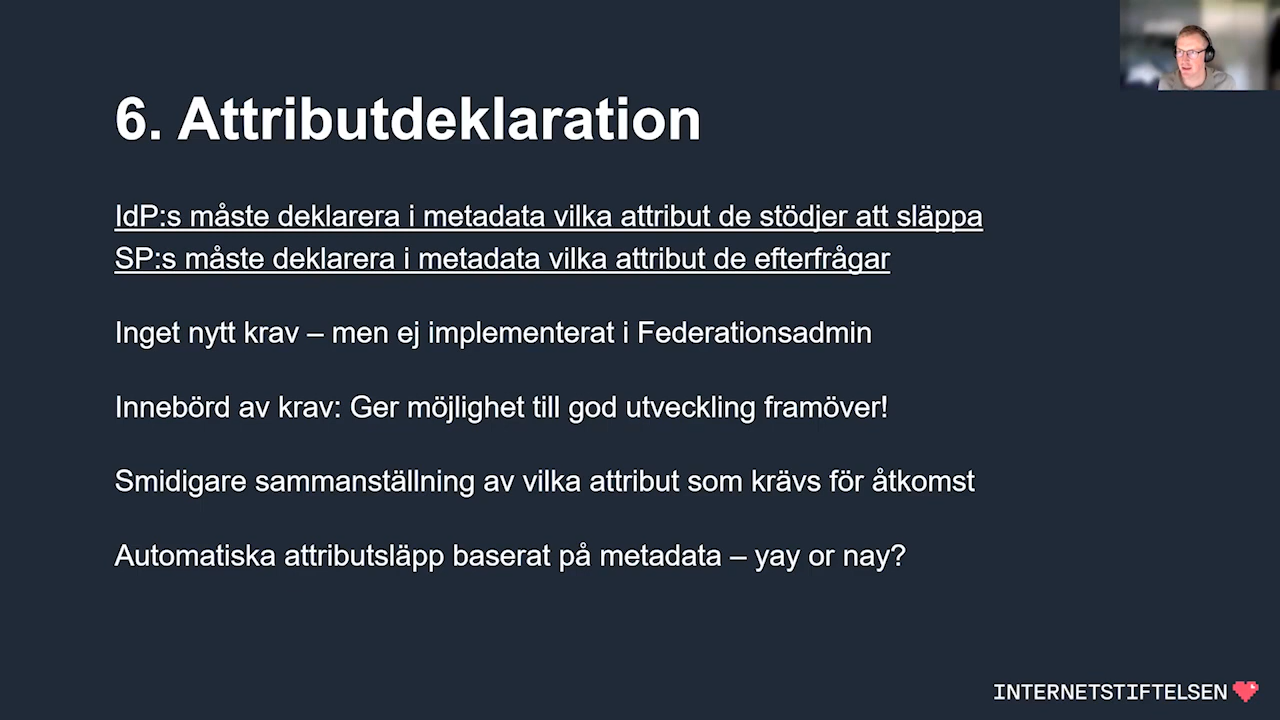 6. Attributdeklaration
IdP:s måste deklarera i metadata vilka attribut de stödjer att släppa
SP:s måste deklarera i metadata vilka attribut de efterfrågar
Inget nytt krav – men ej implementerat i Federationsadmin
Innebörd av krav: Ger möjlighet till god utveckling framöver!
Smidigare sammanställning av vilka attribut som krävs för åtkomst
Automatiska attributsläpp baserat på metadata – yay or nay?
INTERNETSTIFTELSEN